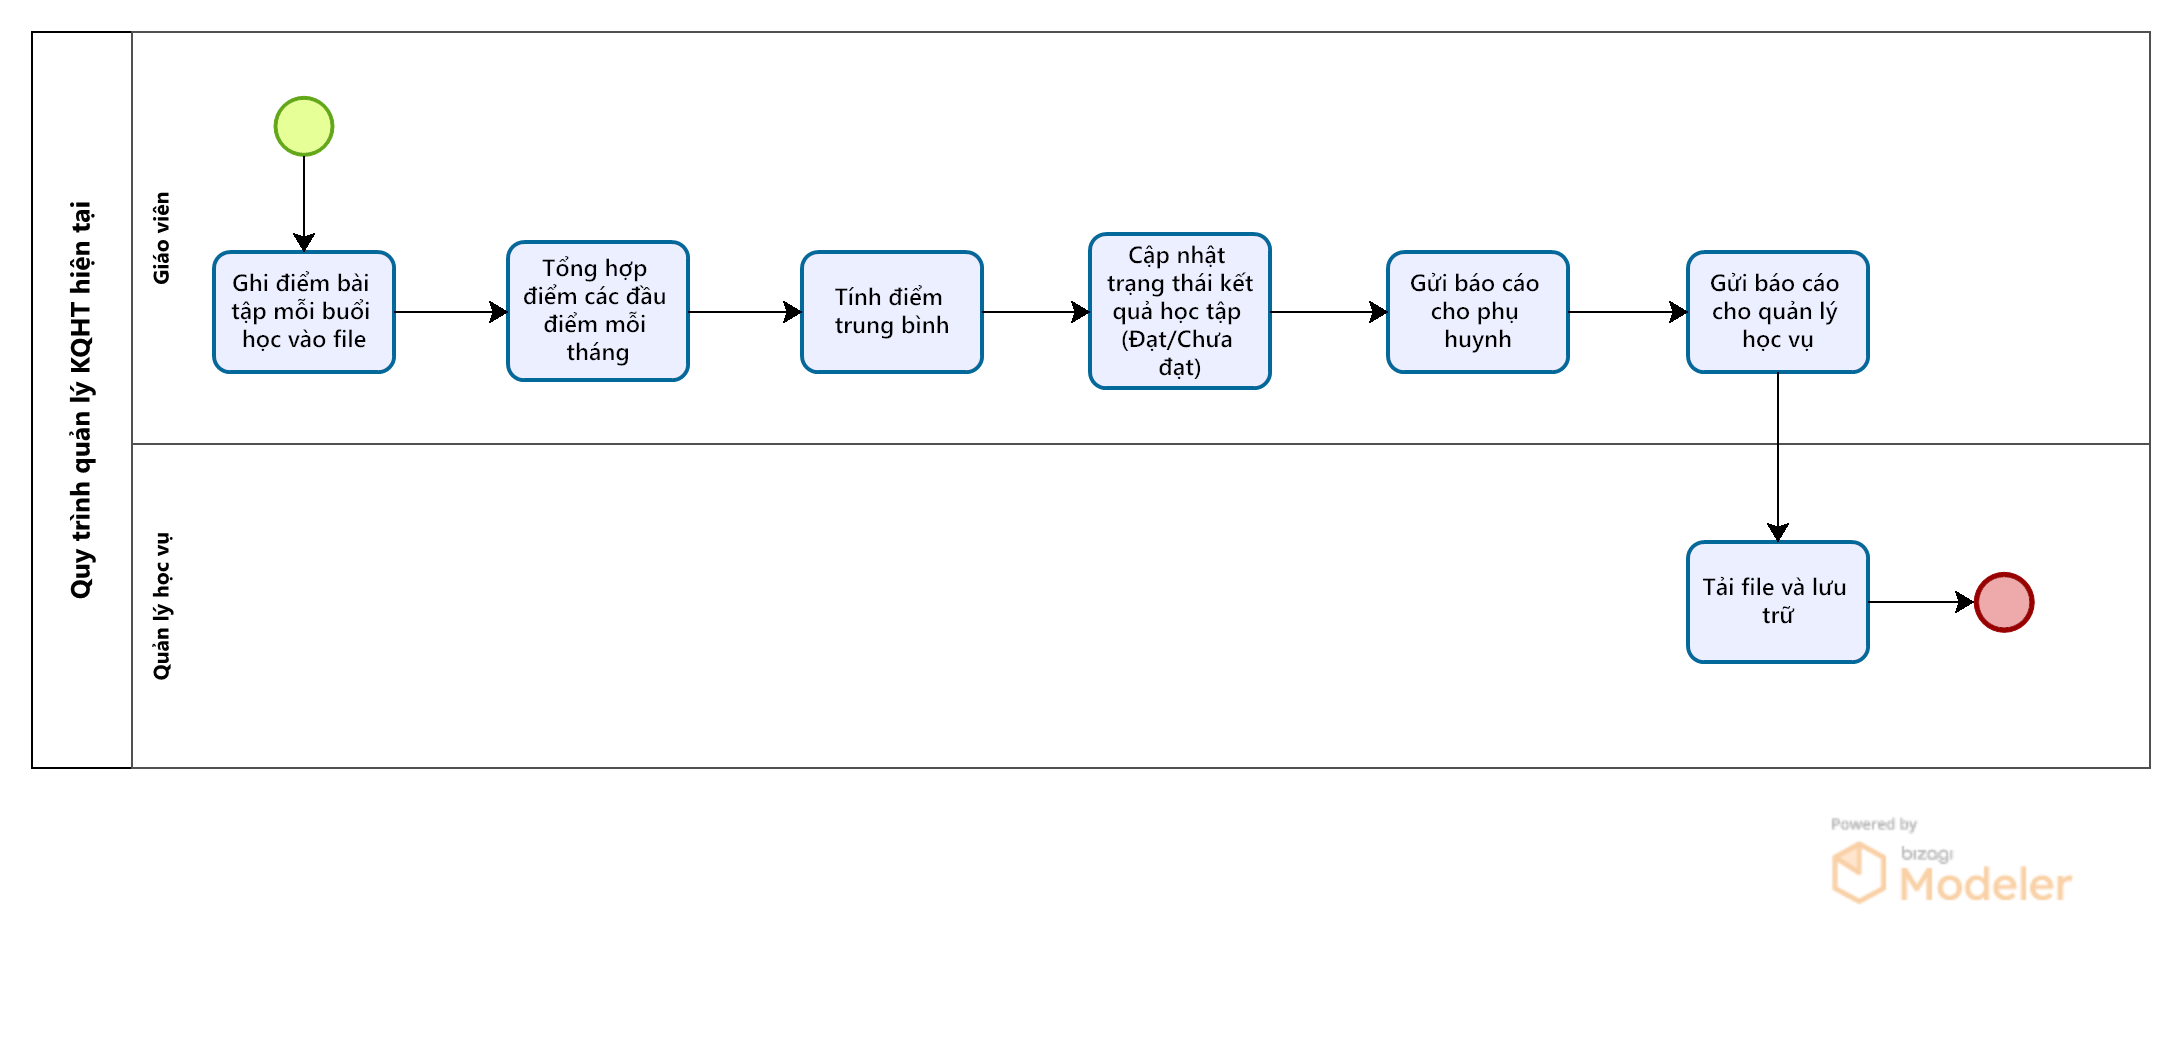 Quy trình quản lý KQHT hiện tại
Giáo viên
Ghi điểm bài
tập mỗi buổi
học vào file
Tổng hợp
điểm các đầu
điểm mỗi
tháng
Tính điểm
trung bình
Cập nhật
trạng thái kết
quả học tập
(Đạt/Chưa
đạt)
Gửi báo cáo
cho phụ
huynh
Gửi báo cáo
cho quản lý
học vụ
Quản lý học vụ
Tải file và lưu
trữ
Powered by
bizagi
Modeler